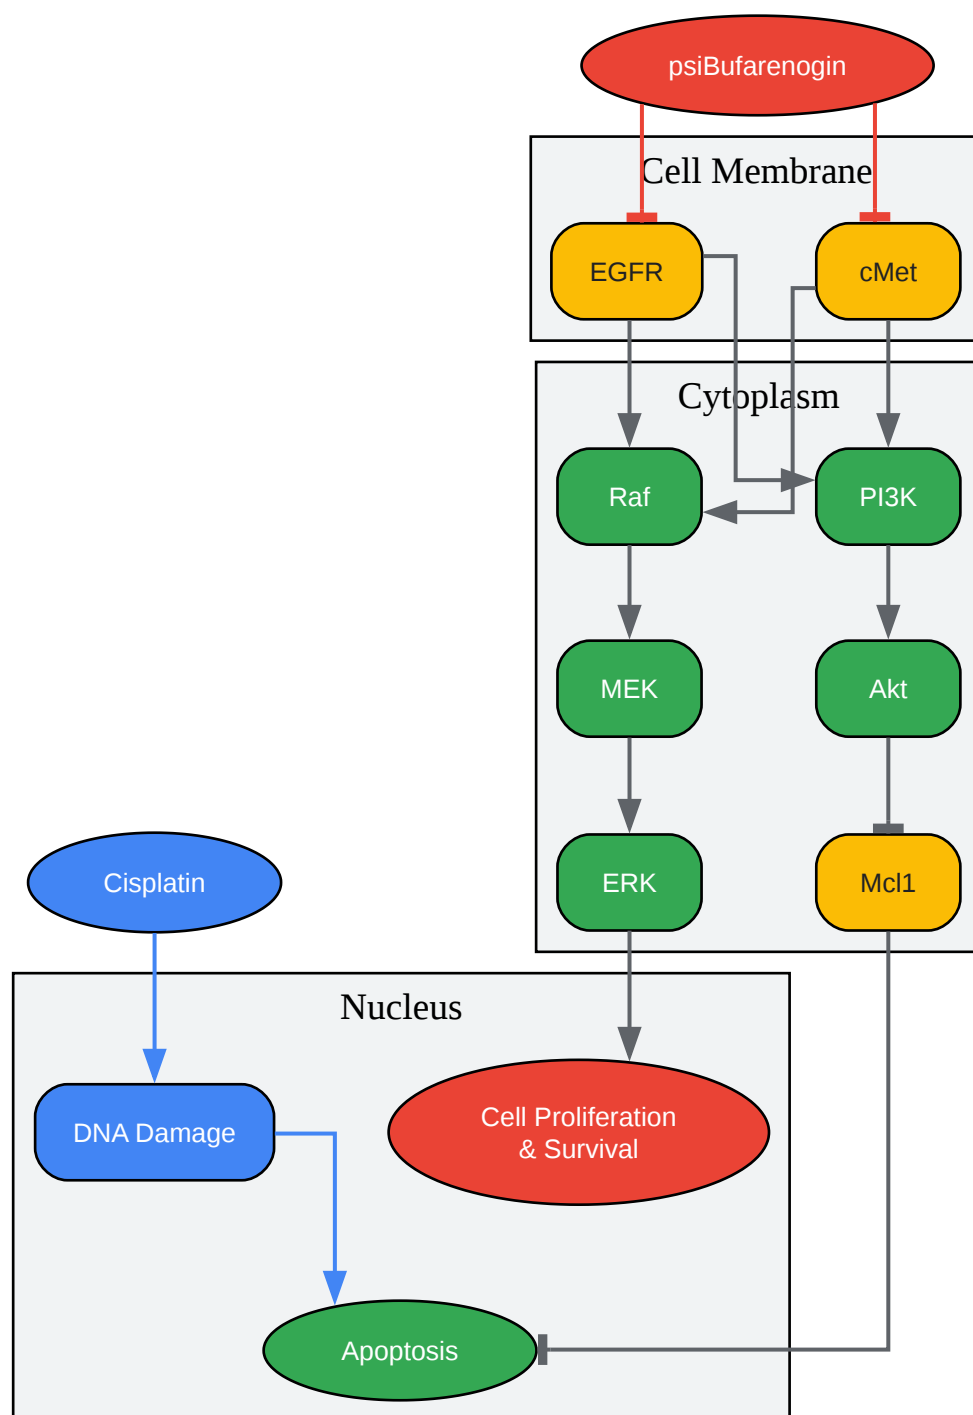 psiBufarenogin
Cell Membrane
EGFR
cMet
Cytoplasm
Raf
PI3K
MEK
Akt
Cisplatin
ERK
Mcl1
Nucleus
DNA Damage
Cell Proliferation
& Survival
Apoptosis